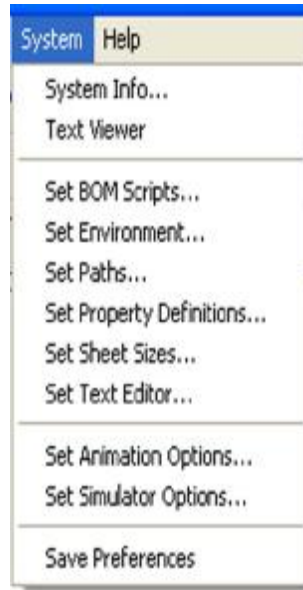 System Help
System Info...
Text Viewer
Set BOM Scripts...
Set Environment...
Set Paths...
Set Property Definitions...
Set Sheet Sizes...
Set Text Editor...
Set Animation Options...
Set Simulator Options...
Save Preferences